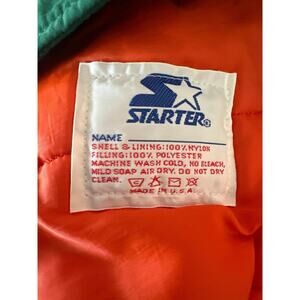 STARTER®
NAME
SHELL & LINING:100% NYLON
FILLING:100% POLYESTER
MACHINE WASH COLD, NO BLEACH,
MILD SOAP AIR DRY. DO NOT DRY
CLEAN.
MADE IN U.S.A.